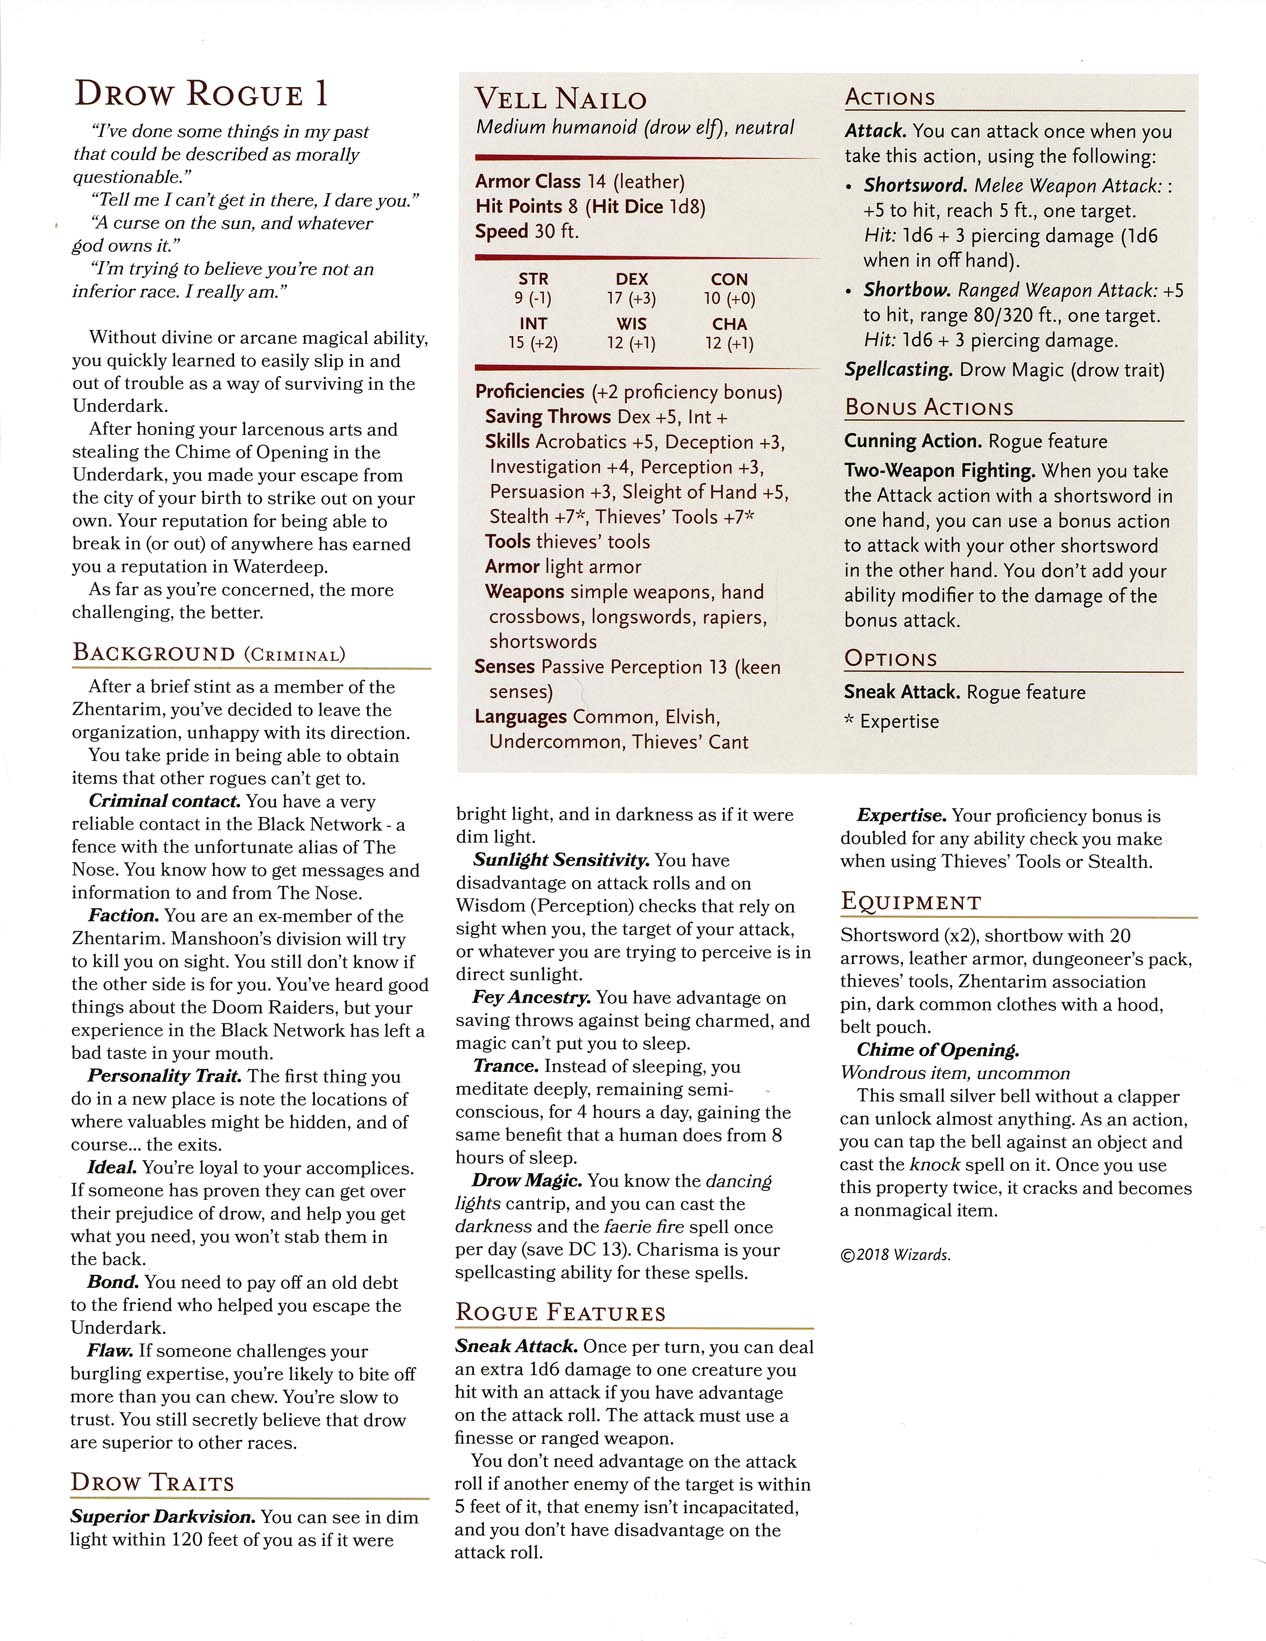 DROW ROGUE 1
"I've done some things in my past
that could be described as morally
questionable."
"Tell me I can't get in there, I dare you."
"A curse on the sun, and whatever
god owns it."
"I'm trying to believe you're not an
inferior race. I really am."
Without divine or arcane magical ability,
you quickly learned to easily slip in and
out of trouble as a way of surviving in the
Underdark.
After honing your larcenous arts and
stealing the Chime of Opening in the
Underdark, you made your escape from
the city of your birth to strike out on your
own. Your reputation for being able to
break in (or out) of anywhere has earned
you a reputation in Waterdeep.
As far as you're concerned, the more
challenging, the better.
BACKGROUND (CRIMINAL)
After a brief stint as a member of the
Zhentarim, you've decided to leave the
organization, unhappy with its direction.
You take pride in being able to obtain
items that other rogues can't get to.
Criminal contact. You have a very
reliable contact in the Black Network - a
fence with the unfortunate alias of The
Nose. You know how to get messages and
information to and from The Nose.
Faction. You are an ex-member of the
Zhentarim. Manshoon's division will try
to kill you on sight. You still don't know if
the other side is for you. You've heard good
things about the Doom Raiders, but your
experience in the Black Network has left a
bad taste in your mouth.
Personality Trait. The first thing you
do in a new place is note the locations of
where valuables might be hidden, and of
course... the exits.
Ideal. You're loyal to your accomplices.
If someone has proven they can get over
their prejudice of drow, and help you get
what you need, you won't stab them in
the back.
Bond. You need to pay off an old debt
to the friend who helped you escape the
Underdark.
Flaw. If someone challenges your
burgling expertise, you're likely to bite off
more than you can chew. You're slow to
trust. You still secretly believe that drow
are superior to other races.
DROW TRAITS
Superior Darkvision. You can see in dim
light within 120 feet of you as if it were
VELL NAILO
Medium humanoid (drow elf), neutral
Armor Class 14 (leather)
Hit Points 8 (Hit Dice 1d8)
Speed 30 ft.
STR DEX CON
9 (-1) 17 (+3) 10 (+0)
INT WIS CHA
15 (+2) 12 (+1) 12 (+1)
Proficiencies (+2 proficiency bonus)
Saving Throws Dex +5, Int +
Skills Acrobatics +5, Deception +3,
Investigation +4, Perception +3,
Persuasion +3, Sleight of Hand +5,
Stealth +7*, Thieves' Tools +7*
Tools thieves' tools
Armor light armor
Weapons simple weapons, hand
crossbows, longswords, rapiers,
shortswords
Senses Passive Perception 13 (keen
senses)
Languages Common, Elvish,
Undercommon, Thieves' Cant
ACTIONS
Attack. You can attack once when you
take this action, using the following:
• Shortsword. Melee Weapon Attack: :
+5 to hit, reach 5 ft., one target.
Hit: 1d6 + 3 piercing damage (1d6
when in off hand).
• Shortbow. Ranged Weapon Attack: +5
to hit, range 80/320 ft., one target.
Hit: 1d6 + 3 piercing damage.
Spellcasting. Drow Magic (drow trait)
BONUS ACTIONS
Cunning Action. Rogue feature
Two-Weapon Fighting. When you take
the Attack action with a shortsword in
one hand, you can use a bonus action
to attack with your other shortsword
in the other hand. You don't add your
ability modifier to the damage of the
bonus attack.
OPTIONS
Sneak Attack. Rogue feature
* Expertise
bright light, and in darkness as if it were
dim light.
Sunlight Sensitivity. You have
disadvantage on attack rolls and on
Wisdom (Perception) checks that rely on
sight when you, the target of your attack,
or whatever you are trying to perceive is in
direct sunlight.
Fey Ancestry. You have advantage on
saving throws against being charmed, and
magic can't put you to sleep.
Trance. Instead of sleeping, you
meditate deeply, remaining semi-
conscious, for 4 hours a day, gaining the
same benefit that a human does from 8
hours of sleep.
Drow Magic. You know the dancing
lights cantrip, and you can cast the
darkness and the faerie fire spell once
per day (save DC 13). Charisma is your
spellcasting ability for these spells.
ROGUE FEATURES
Sneak Attack. Once per turn, you can deal
an extra 1d6 damage to one creature you
hit with an attack if you have advantage
on the attack roll. The attack must use a
finesse or ranged weapon.
You don't need advantage on the attack
roll if another enemy of the target is within
5 feet of it, that enemy isn't incapacitated,
and you don't have disadvantage on the
attack roll.
Expertise. Your proficiency bonus is
doubled for any ability check you make
when using Thieves' Tools or Stealth.
EQUIPMENT
Shortsword (x2), shortbow with 20
arrows, leather armor, dungeoneer's pack,
thieves' tools, Zhentarim association
pin, dark common clothes with a hood,
belt pouch.
Chime of Opening.
Wondrous item, uncommon
This small silver bell without a clapper
can unlock almost anything. As an action,
you can tap the bell against an object and
cast the knock spell on it. Once you use
this property twice, it cracks and becomes
a nonmagical item.
©2018 Wizards.